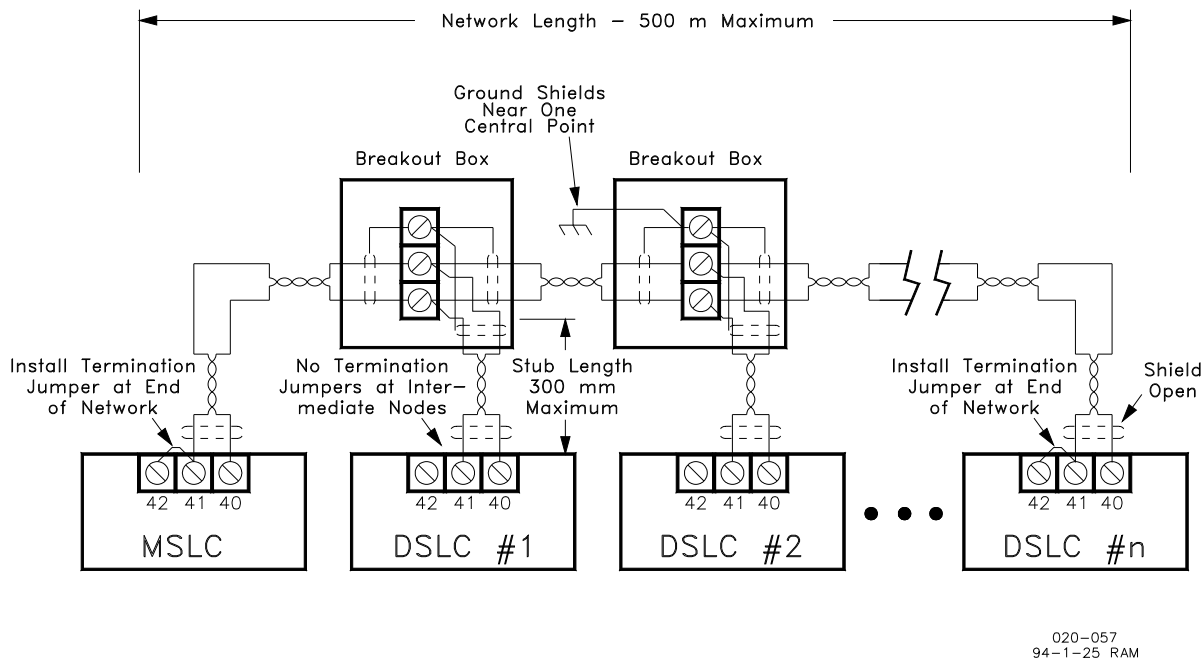 Network Length - 500 m Maximum
Ground Shields
Near One
Central Point
Breakout Box
Breakout Box
Install Termination
Jumper at End
of Network
No Termination
Jumpers at Inter-
mediate Nodes
Stub Length
300 mm
Maximum
Install Termination
Jumper at End
of Network
Shield
Open
42 41 40
42 41 40
42 41 40
42 41 40
MSLC
DSLC #1
DSLC #2
DSLC #n
020-057
94-1-25 RAM